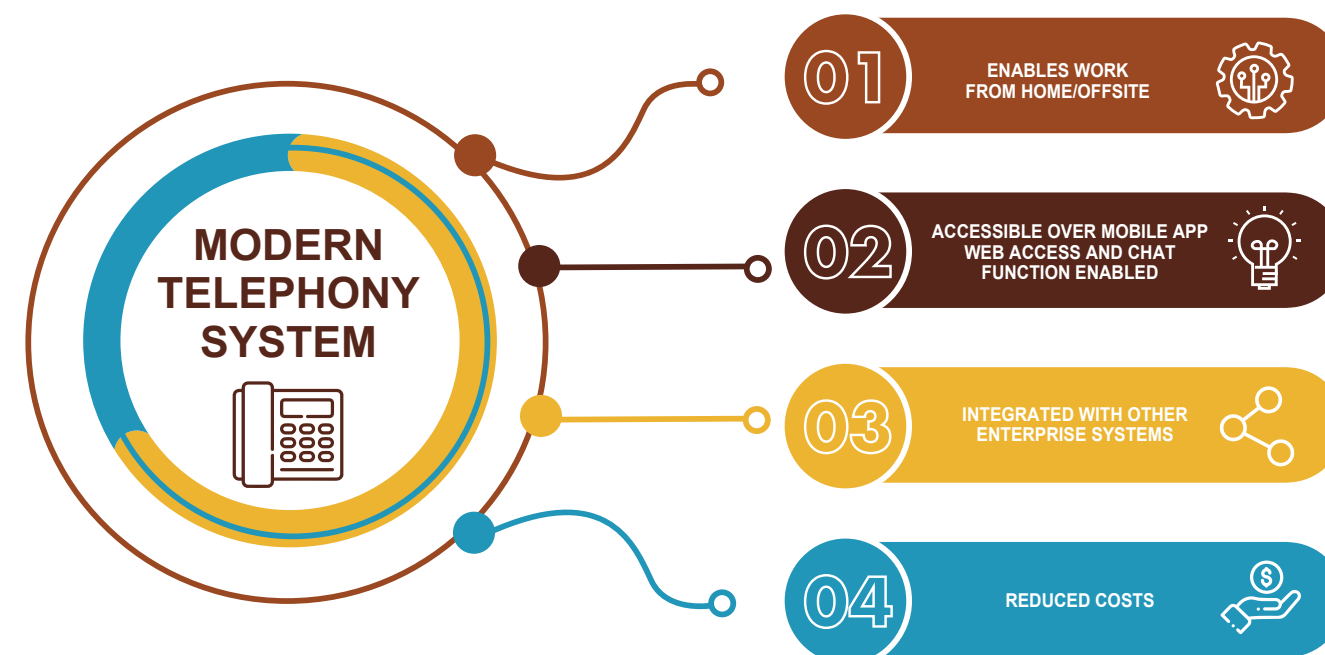 MODERN
TELEPHONY
SYSTEM
01
ENABLES WORK
FROM HOME/OFFSITE
02
ACCESSIBLE OVER MOBILE APP
WEB ACCESS AND CHAT
FUNCTION ENABLED
03
INTEGRATED WITH OTHER
ENTERPRISE SYSTEMS
04
REDUCED COSTS
$